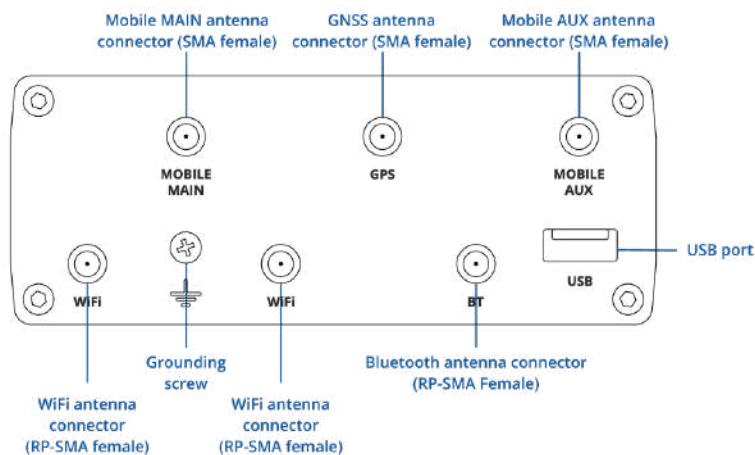 Mobile MAIN antenna
connector (SMA female)
GNSS antenna
connector (SMA female)
Mobile AUX antenna
connector (SMA female)
MOBILE
MAIN
GPS
MOBILE
AUX
USB port
USB
WiFi
WiFi
BT
Grounding
screw
Bluetooth antenna connector
(RP-SMA Female)
WiFi antenna
connector
(RP-SMA female)
WiFi antenna
connector
(RP-SMA female)